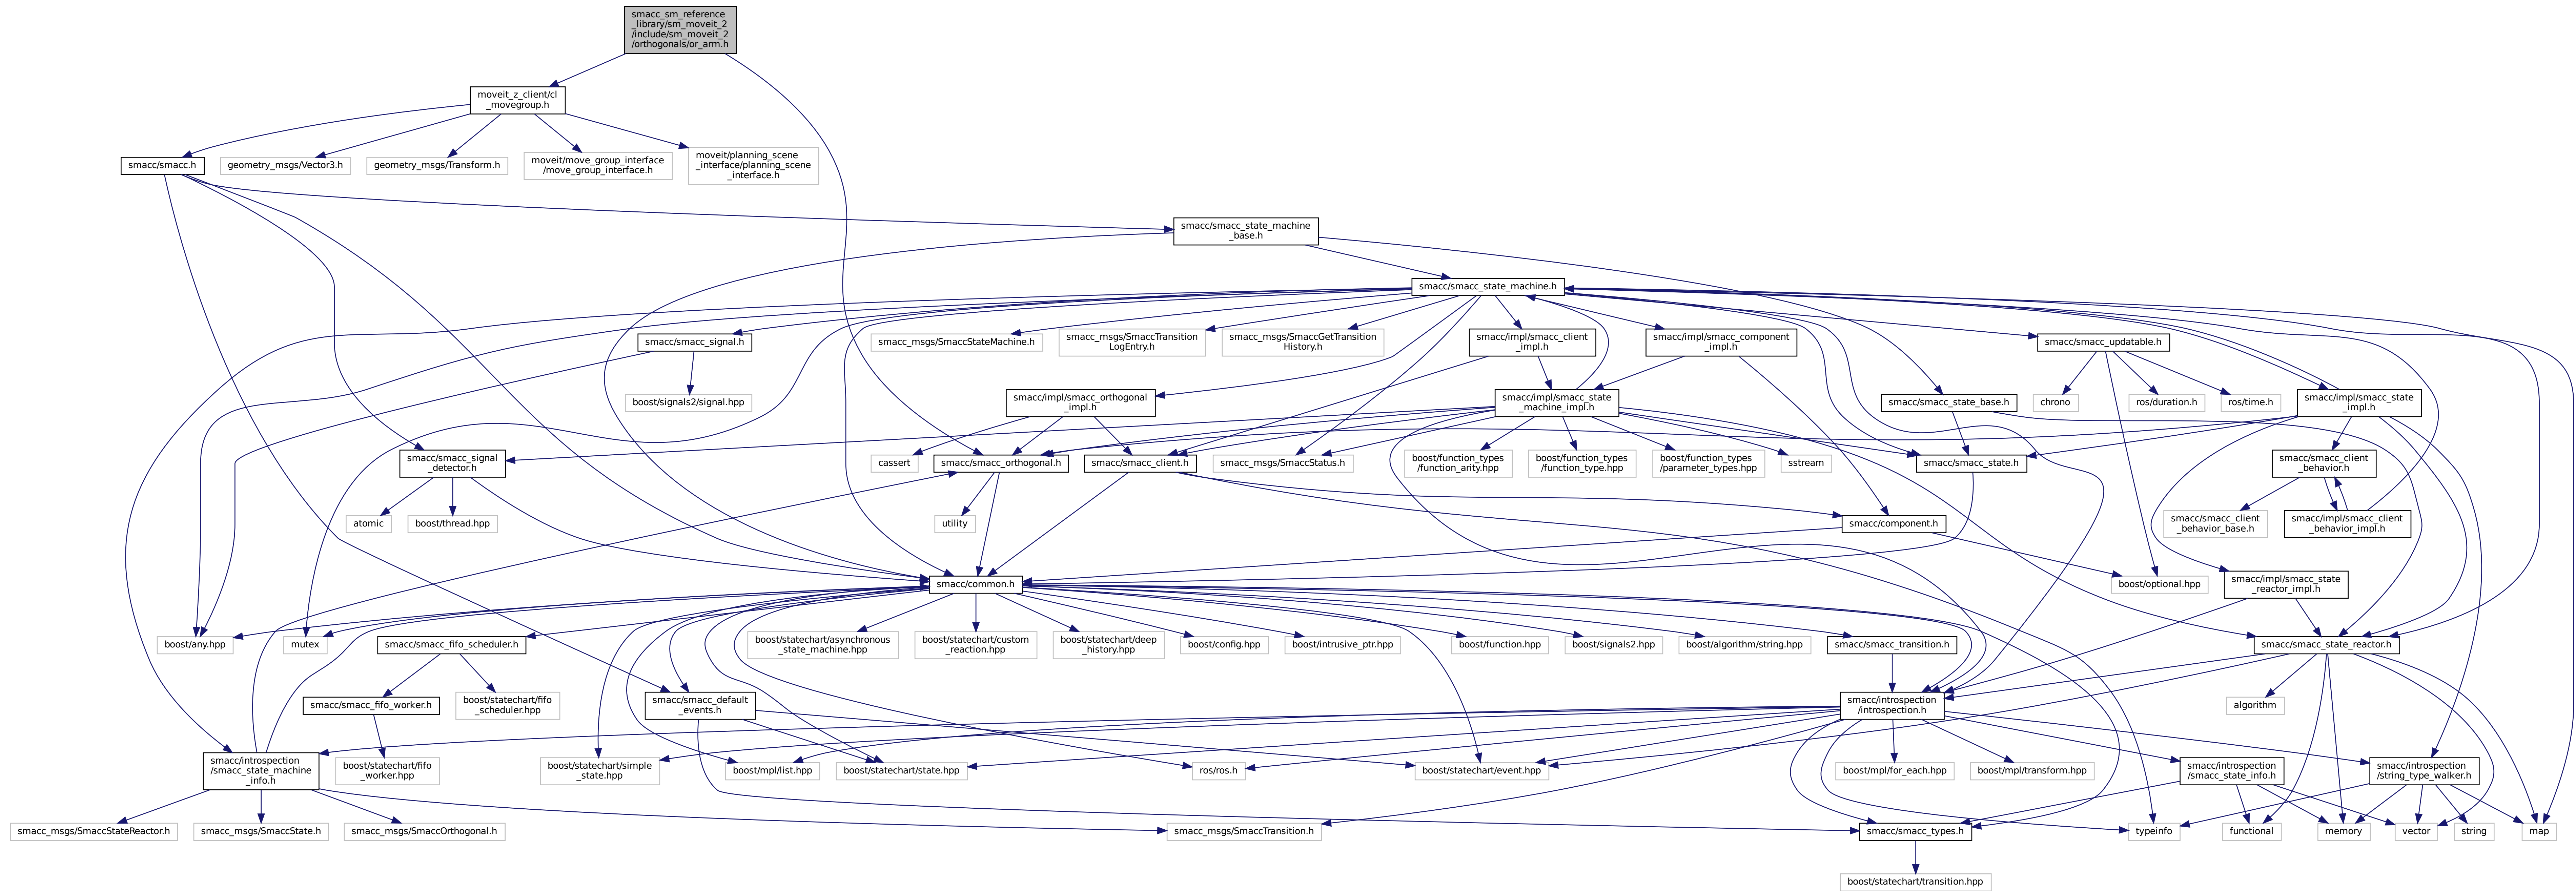 smacc_sm_reference
_library/sm_moveit_2
/include/sm_moveit_2
/orthogonals/or_arm.h
moveit_z_client/cl
_movegroup.h
smacc/smacc.h
geometry_msgs/Vector3.h
geometry_msgs/Transform.h
moveit/move_group_interface
/move_group_interface.h
moveit/planning_scene
_interface/planning_scene
_interface.h
smacc/smacc_state_machine
_base.h
smacc/smacc_state_machine.h
smacc/smacc_signal.h
smacc_msgs/SmaccStateMachine.h
smacc_msgs/SmaccTransition
LogEntry.h
smacc_msgs/SmaccGetTransition
History.h
smacc/impl/smacc_client
_impl.h
smacc/impl/smacc_component
_impl.h
smacc/smacc_updatable.h
boost/signals2/signal.hpp
smacc/impl/smacc_orthogonal
_impl.h
smacc/impl/smacc_state
_machine_impl.h
smacc/smacc_state_base.h
chrono
ros/duration.h
ros/time.h
smacc/impl/smacc_state
_impl.h
smacc/smacc_signal
_detector.h
cassert
smacc/smacc_orthogonal.h
smacc/smacc_client.h
smacc_msgs/SmaccStatus.h
boost/function_types
/function_arity.hpp
boost/function_types
/function_type.hpp
boost/function_types
/parameter_types.hpp
sstream
smacc/smacc_state.h
smacc/smacc_client
_behavior.h
atomic
boost/thread.hpp
utility
smacc/component.h
smacc/smacc_client
_behavior_base.h
smacc/impl/smacc_client
_behavior_impl.h
smacc/common.h
boost/optional.hpp
smacc/impl/smacc_state
_reactor_impl.h
boost/any.hpp
mutex
smacc/smacc_fifo_scheduler.h
boost/statechart/asynchronous
_state_machine.hpp
boost/statechart/custom
_reaction.hpp
boost/statechart/deep
_history.hpp
boost/config.hpp
boost/intrusive_ptr.hpp
boost/function.hpp
boost/signals2.hpp
boost/algorithm/string.hpp
smacc/smacc_transition.h
smacc/smacc_state_reactor.h
smacc/smacc_fifo_worker.h
boost/statechart/fifo
_scheduler.hpp
smacc/smacc_default
_events.h
smacc/introspection
/introspection.h
algorithm
smacc/introspection
/smacc_state_machine
_info.h
boost/statechart/fifo
_worker.hpp
boost/statechart/simple
_state.hpp
boost/mpl/list.hpp
boost/statechart/state.hpp
ros/ros.h
boost/statechart/event.hpp
boost/mpl/for_each.hpp
boost/mpl/transform.hpp
smacc/introspection
/smacc_state_info.h
smacc/introspection
/string_type_walker.h
smacc_msgs/SmaccStateReactor.h
smacc_msgs/SmaccState.h
smacc_msgs/SmaccOrthogonal.h
smacc_msgs/SmaccTransition.h
smacc/smacc_types.h
typeinfo
functional
memory
vector
string
map
boost/statechart/transition.hpp